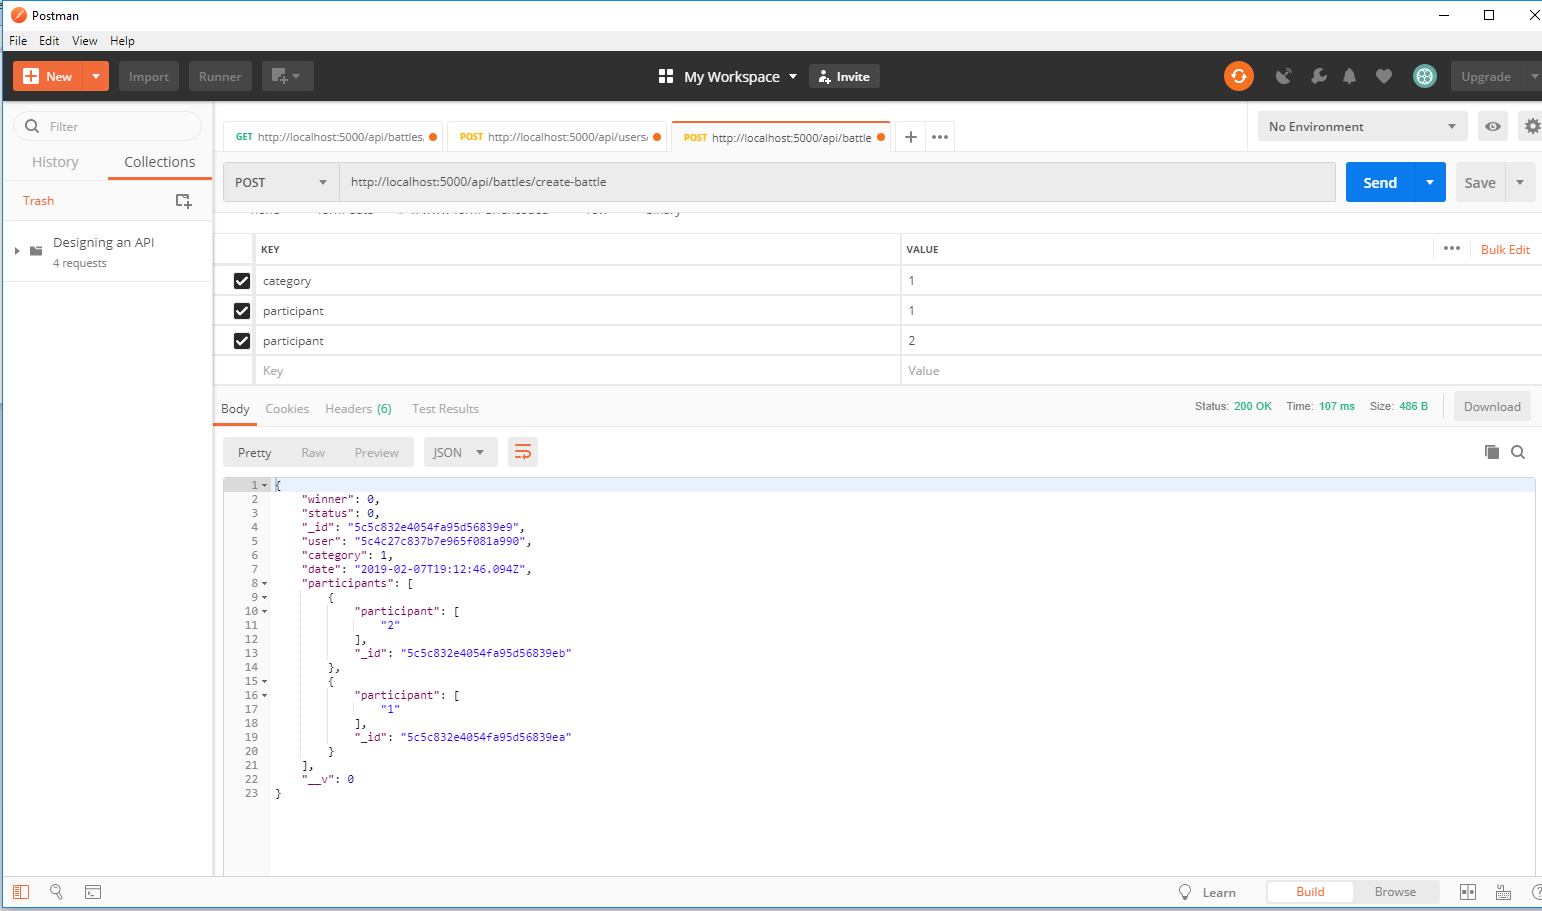 Postman
File Edit View Help
New Import Runner My Workspace Invite Upgrade
Filter
History Collections
Trash
Designing an API
4 requests
GET http://localhost:5000/api/battles. POST http://localhost:5000/api/users/ POST http://localhost:5000/api/battle + •••
No Environment
POST http://localhost:5000/api/battles/create-battle Send Save
KEY VALUE ••• Bulk Edit
category 1
participant 1
participant 2
Key Value
Body Cookies Headers (6) Test Results Status: 200 OK Time: 107 ms Size: 486 B Download
Pretty Raw Preview JSON
1 {
2 "winner": 0,
3 "status": 0,
4 "_id": "5c5c832e4054fa95d56839e9",
5 "user": "5c4c27c837b7e965f081a990",
6 "category": 1,
7 "date": "2019-02-07T19:12:46.094Z",
8 "participants": [
9 {
10 "participant": [
11 "2"
12 ],
13 "_id": "5c5c832e4054fa95d56839eb"
14 },
15 {
16 "participant": [
17 "1"
18 ],
19 "_id": "5c5c832e4054fa95d56839ea"
20 }
21 ],
22 "__v": 0
23 }
Learn Build Browse